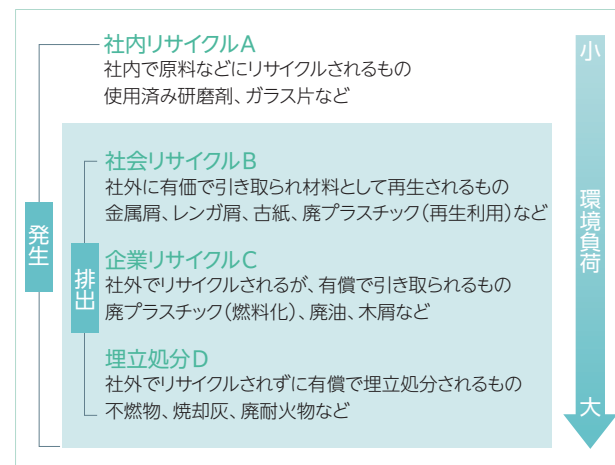 社内リサイクルA
社内で原料などにリサイクルされるもの
使用済み研磨剤、ガラス片など
社会リサイクルB
社外に有価で引き取られ材料として再生されるもの
金属屑、レンガ屑、古紙、廃プラスチック(再生利用)など
企業リサイクルC
社外でリサイクルされるが、有償で引き取られるもの
廃プラスチック(燃料化)、廃油、木屑など
埋立処分D
社外でリサイクルされずに有償で埋立処分されるもの
不燃物、焼却灰、廃耐火物など
発生
排出
小
環境負荷
大